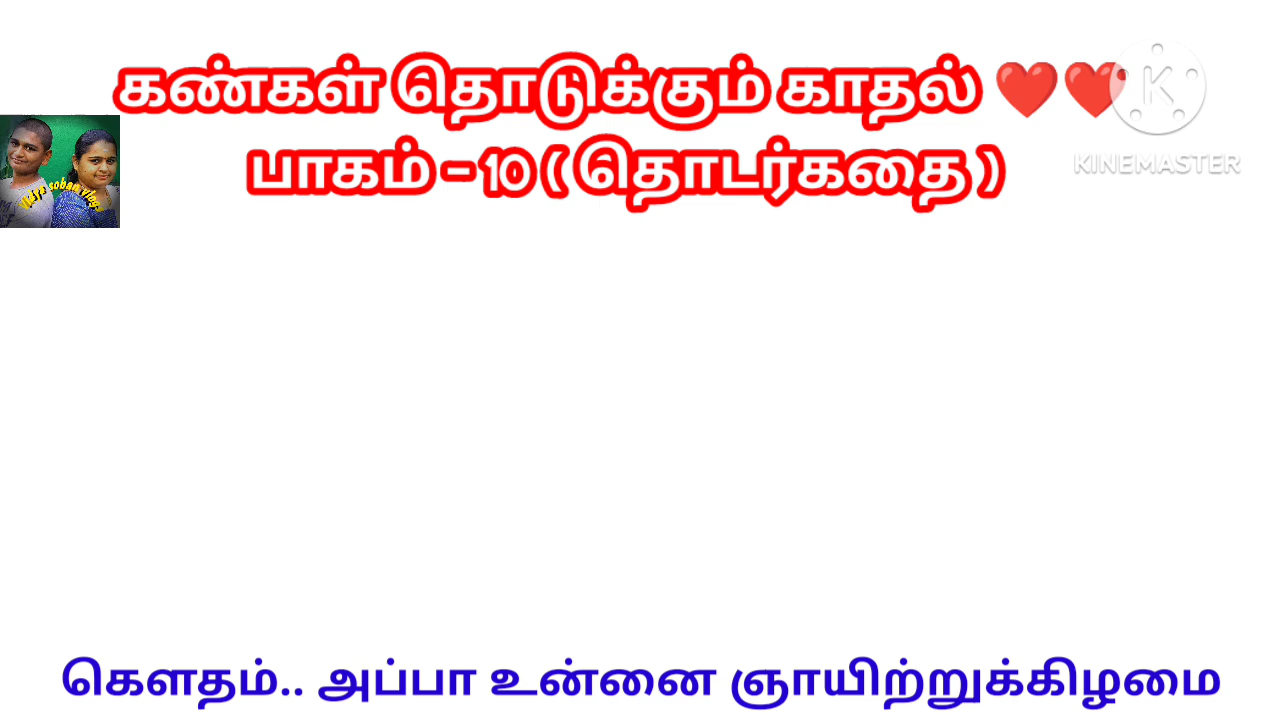 கண்கள் தொடுக்கும் காதல் ❤️❤️
பாகம் - 10 ( தொடர்கதை )
KINEMASTER
கௌதம்.. அப்பா உன்னை ஞாயிற்றுக்கிழமை